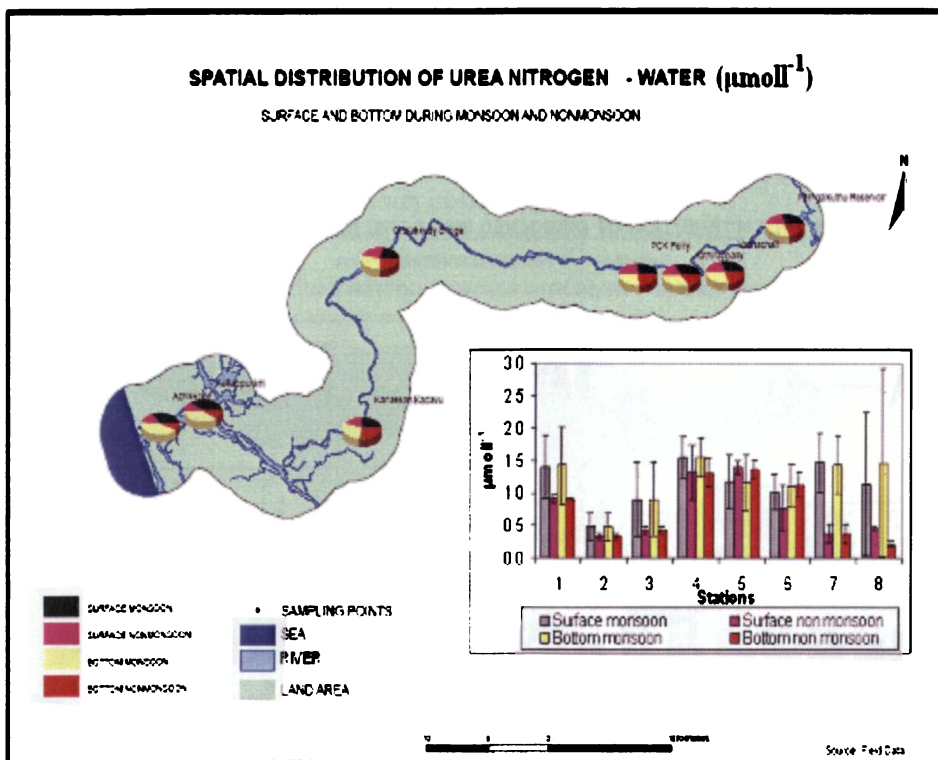 SPATIAL DISTRIBUTION OF UREA NITROGEN - WATER (µmoll⁻¹)
SURFACE AND BOTTOM DURING MONSOON AND NONMONSOON
N
Reservoir
Bridge
PCK Ferry
Kadavu
3.0
2.5
2.0
1.5
1.0
0.5
0.0
µmol l⁻¹
1 2 3 4 5 6 7 8
Stations
Surface monsoon
Surface non monsoon
Bottom monsoon
Bottom non monsoon
SURFACE MONSOON
SURFACE NONMONSOON
BOTTOM MONSOON
BOTTOM NONMONSOON
SAMPLING POINTS
SEA
RIVER
LAND AREA
Source: Field Data